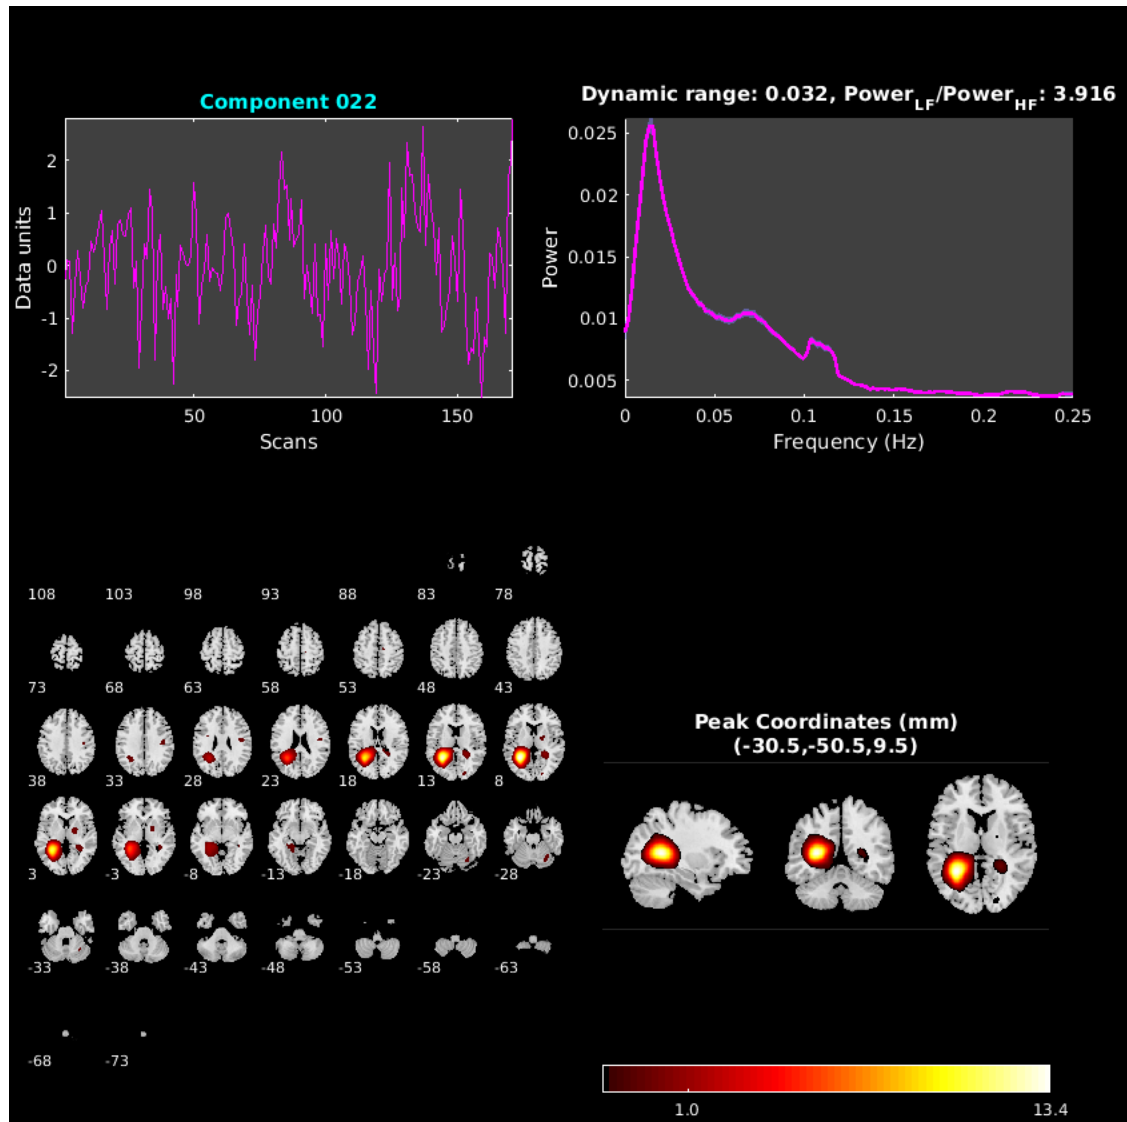 Component 022
Data units
2
1
0
-1
-2
50 100 150
Scans
Dynamic range: 0.032, Power_LF/Power_HF: 3.916
Power
0.025
0.02
0.015
0.01
0.005
0 0.05 0.1 0.15 0.2 0.25
Frequency (Hz)
108 103 98 93 88 83 78
73 68 63 58 53 48 43
38 33 28 23 18 13 8
3 -3 -8 -13 -18 -23 -28
-33 -38 -43 -48 -53 -58 -63
-68 -73
Peak Coordinates (mm)
(-30.5,-50.5,9.5)
1.0 13.4